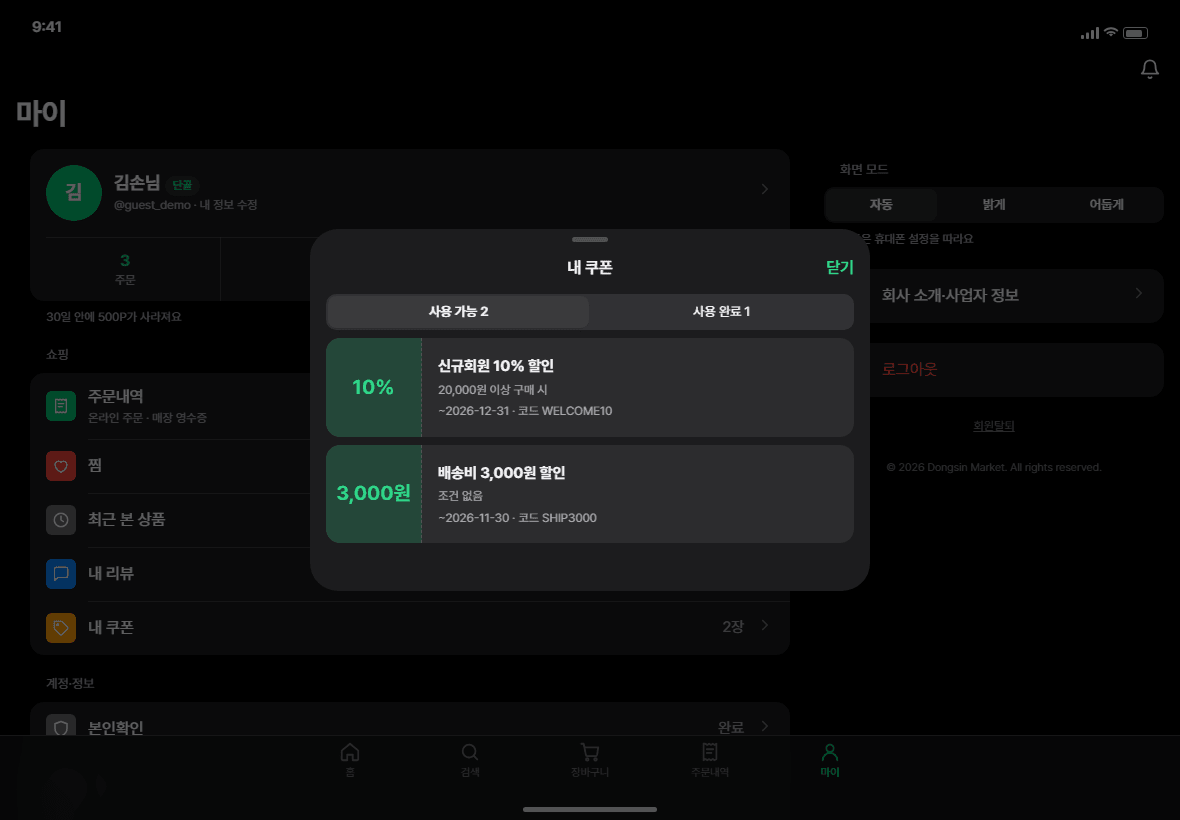 9:41
마이
김
김손님 단골
@guest_demo · 내 정보 수정
3
주문
30일 안에 500P가 사라져요
쇼핑
주문내역
온라인 주문 · 매장 영수증
찜
최근 본 상품
내 리뷰
내 쿠폰
2장
계정·정보
본인확인
완료
화면 모드
자동
밝게
어둡게
휴대폰 설정을 따라요
회사 소개·사업자 정보
로그아웃
회원탈퇴
© 2026 Dongsin Market. All rights reserved.
내 쿠폰
닫기
사용 가능 2
사용 완료 1
10%
신규회원 10% 할인
20,000원 이상 구매 시
~2026-12-31 · 코드 WELCOME10
3,000원
배송비 3,000원 할인
조건 없음
~2026-11-30 · 코드 SHIP3000
홈
검색
장바구니
주문내역
마이